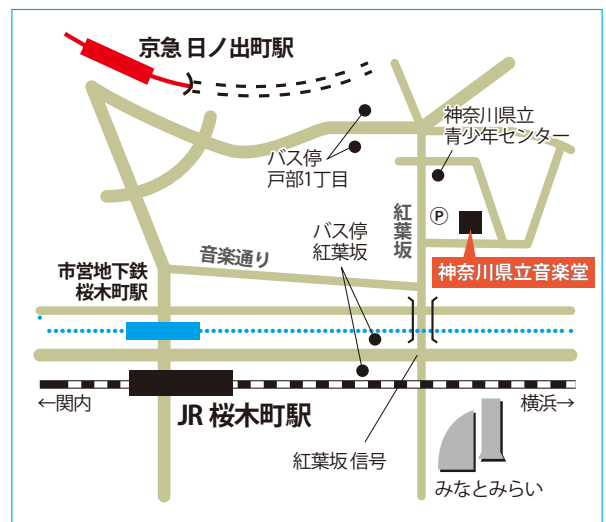 京急 日ノ出町駅
神奈川県立
青少年センター
バス停
戸部1丁目
紅葉坂
P
バス停
紅葉坂
音楽通り
神奈川県立音楽堂
市営地下鉄
桜木町駅
←関内
横浜→
JR 桜木町駅
紅葉坂 信号
みなとみらい